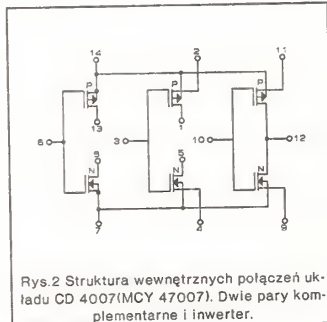 14 2 11
P P P
13 1
6 3 10 12
8 5
N N N
7 4 9
Rys.2 Struktura wewnętrznych połączeń uk-
ładu CD 4007(MCY 47007). Dwie pary kom-
plementarne i inwerter.